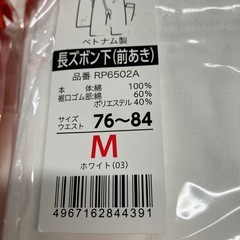 ベトナム製
長ズボン下(前あき)
品番 RP6502A
本体:綿 100%
裾口ゴム部:綿 60%
ポリエステル 40%
サイズ
ウエスト 76~84
M
ホワイト(03)
4967162844391